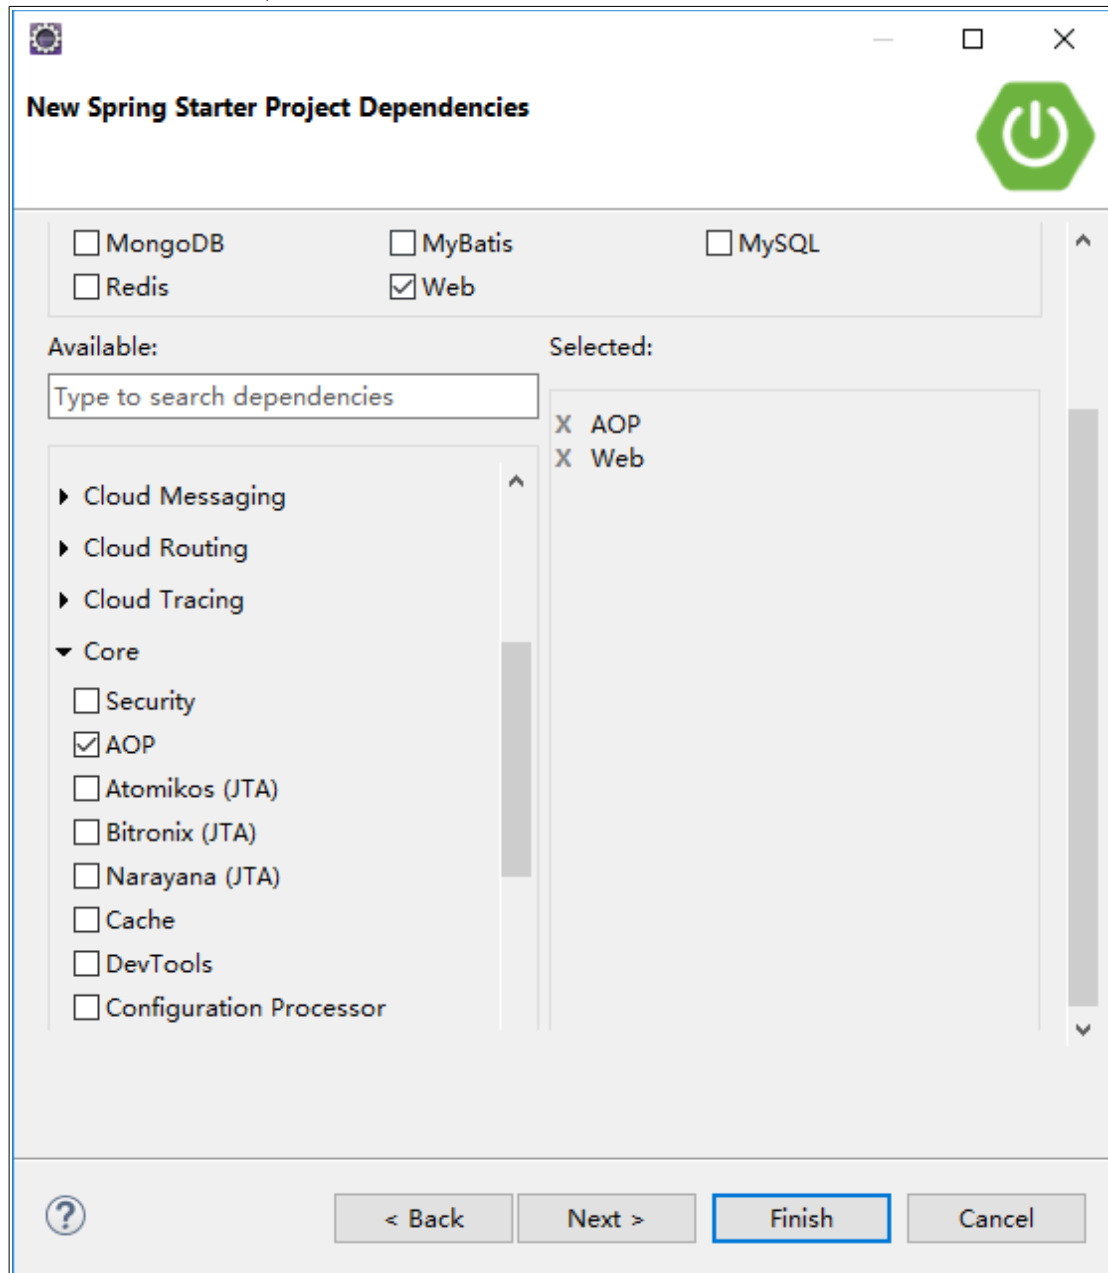 New Spring Starter Project Dependencies
MongoDB MyBatis MySQL
Redis Web
Available: Selected:
Type to search dependencies
X AOP
X Web
Cloud Messaging
Cloud Routing
Cloud Tracing
Core
Security
AOP
Atomikos (JTA)
Bitronix (JTA)
Narayana (JTA)
Cache
DevTools
Configuration Processor
? < Back Next > Finish Cancel